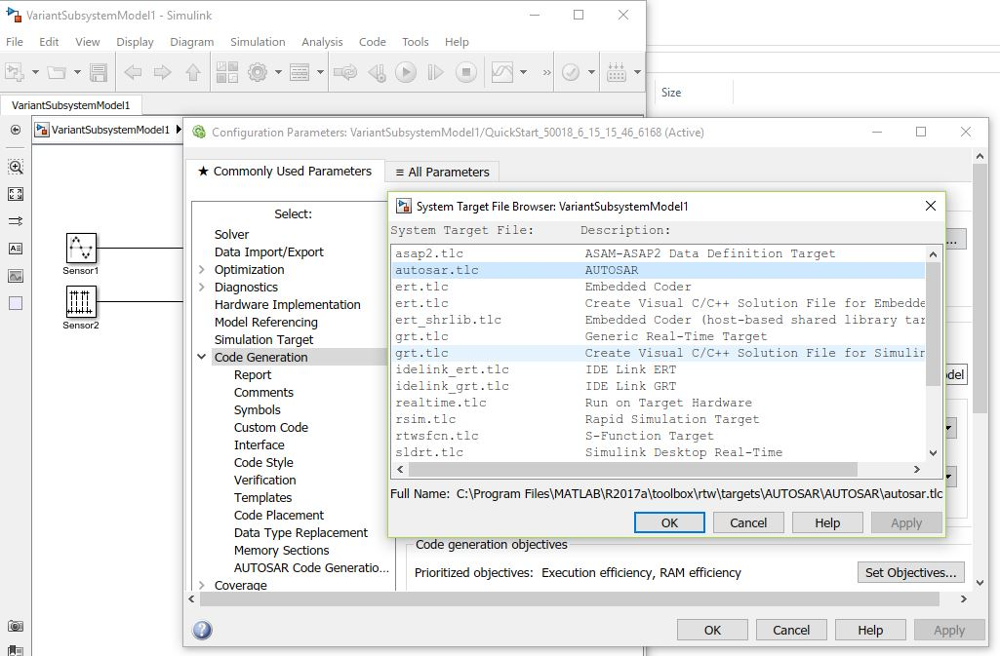 VariantSubsystemModel1 - Simulink
File Edit View Display Diagram Simulation Analysis Code Tools Help
»
Size
VariantSubsystemModel1
VariantSubsystemModel1
Sensor1
Sensor2
Configuration Parameters: VariantSubsystemModel1/QuickStart_50018_6_15_15_46_6168 (Active)
★ Commonly Used Parameters
≡ All Parameters
Select:
Solver
Data Import/Export
Optimization
Diagnostics
Hardware Implementation
Model Referencing
Simulation Target
Code Generation
Report
Comments
Symbols
Custom Code
Interface
Code Style
Verification
Templates
Code Placement
Data Type Replacement
Memory Sections
AUTOSAR Code Generatio...
Coverage
System Target File Browser: VariantSubsystemModel1
System Target File: Description:
asap2.tlc ASAM-ASAP2 Data Definition Target
autosar.tlc AUTOSAR
ert.tlc Embedded Coder
ert.tlc Create Visual C/C++ Solution File for Embedde
ert_shrlib.tlc Embedded Coder (host-based shared library tar
grt.tlc Generic Real-Time Target
grt.tlc Create Visual C/C++ Solution File for Simulin
idelink_ert.tlc IDE Link ERT
idelink_grt.tlc IDE Link GRT
realtime.tlc Run on Target Hardware
rsim.tlc Rapid Simulation Target
rtwsfcn.tlc S-Function Target
sldrt.tlc Simulink Desktop Real-Time
Full Name: C:\Program Files\MATLAB\R2017a\toolbox\rtw\targets\AUTOSAR\AUTOSAR\autosar.tlc
OK Cancel Help Apply
...
del
Code generation objectives
Prioritized objectives: Execution efficiency, RAM efficiency
Set Objectives...
OK Cancel Help Apply